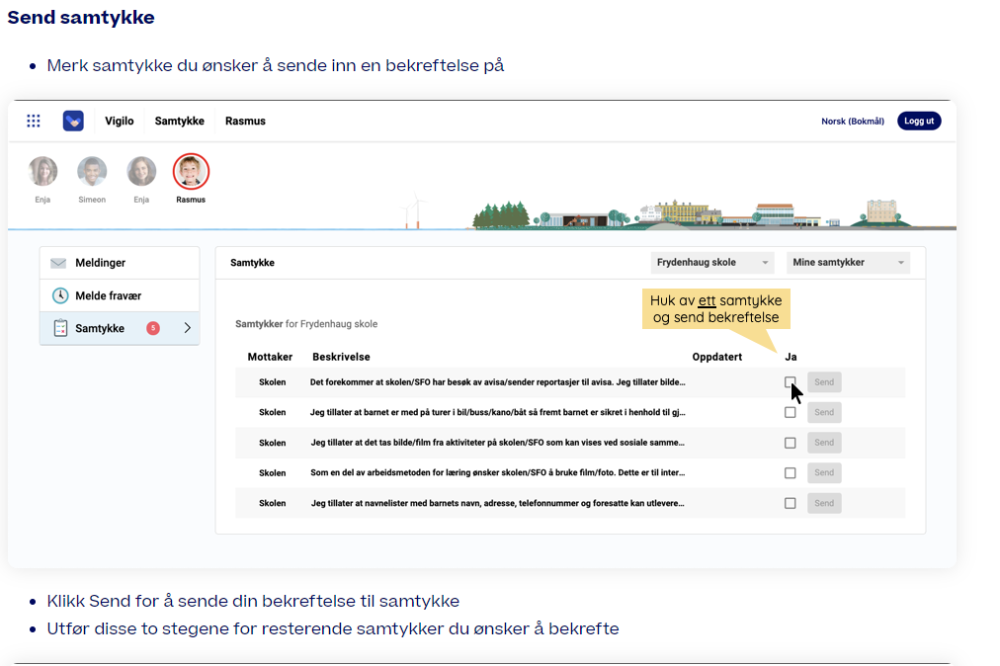 Send samtykke
Merk samtykke du ønsker å sende inn en bekreftelse på
Vigilo Samtykke Rasmus Norsk (Bokmål) Logg ut
Enja Simeon Enja Rasmus
Meldinger
Melde fravær
Samtykke 5
Samtykke Frydenhaug skole Mine samtykker
Huk av ett samtykke
og send bekreftelse
Samtykker for Frydenhaug skole
Mottaker Beskrivelse Oppdatert Ja
Skolen Det forekommer at skolen/SFO har besøk av avisa/sender reportasjer til avisa. Jeg tillater bilde... Send
Skolen Jeg tillater at barnet er med på turer i bil/buss/kano/båt så fremt barnet er sikret i henhold til gj... Send
Skolen Jeg tillater at det tas bilde/film fra aktiviteter på skolen/SFO som kan vises ved sosiale samme... Send
Skolen Som en del av arbeidsmetoden for læring ønsker skolen/SFO å bruke film/foto. Dette er til inter... Send
Skolen Jeg tillater at navnelister med barnets navn, adresse, telefonnummer og foresatte kan utlevere... Send
Klikk Send for å sende din bekreftelse til samtykke
Utfør disse to stegene for resterende samtykker du ønsker å bekrefte